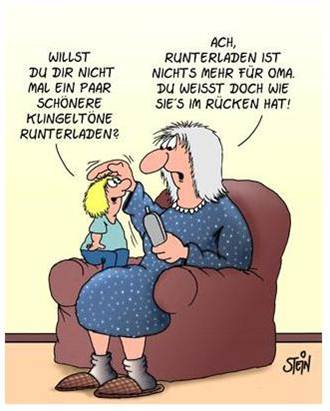 WILLST
DU DIR NICHT
MAL EIN PAAR
SCHÖNERE
KLINGELTÖNE
RUNTERLADEN?
ACH,
RUNTERLADEN IST
NICHTS MEHR FÜR OMA.
DU WEISST DOCH WIE
SIE'S IM RÜCKEN HAT!
STEIN